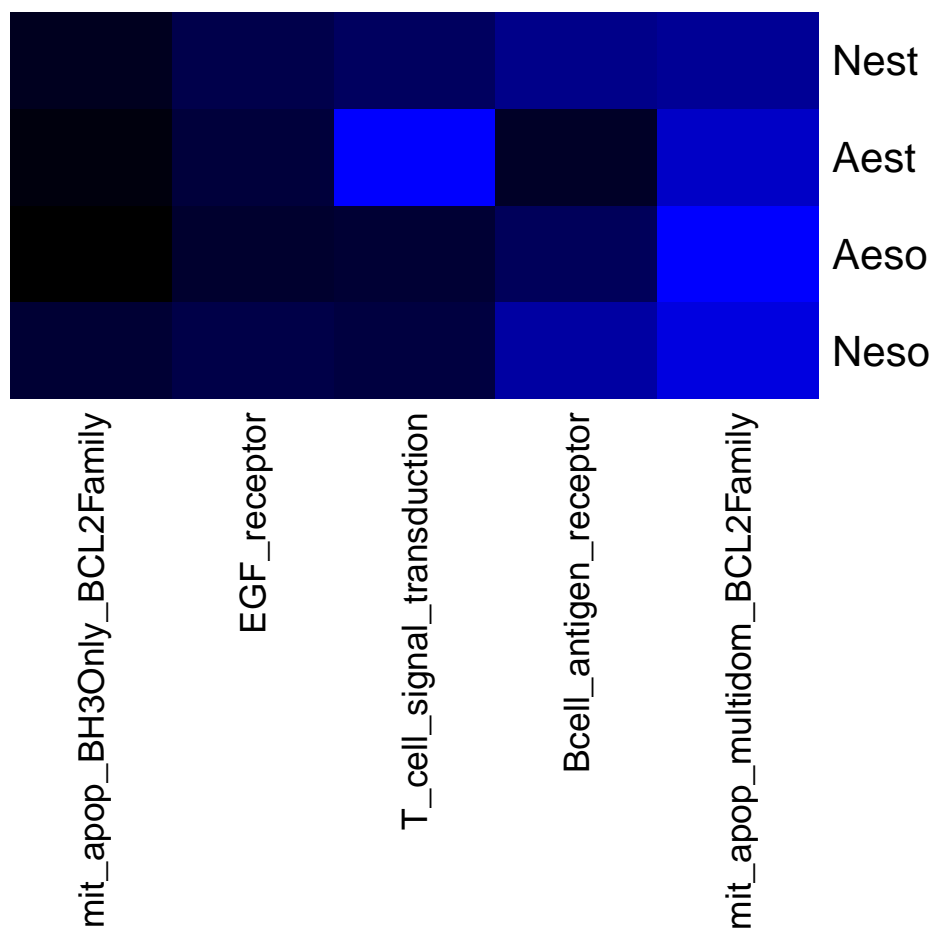 Nest
Aest
Aeso
Neso
mit_apop_BH3Only_BCL2Family
EGF_receptor
T_cell_signal_transduction
Bcell_antigen_receptor
mit_apop_multidom_BCL2Family